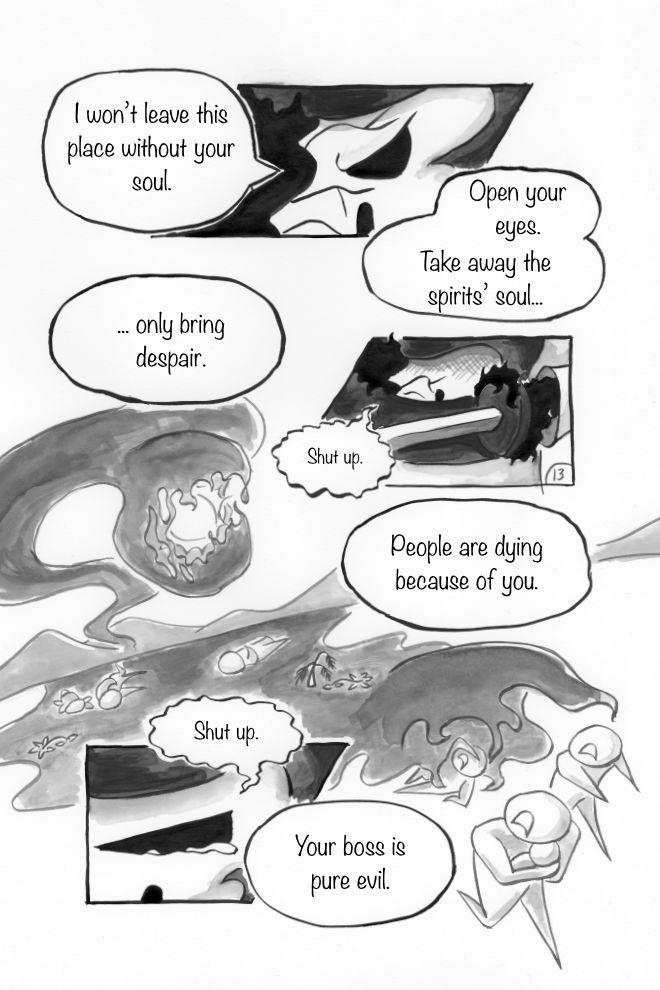 I won't leave this
place without your
soul.
Open your
eyes.
Take away the
spirits' soul...
... only bring
despair.
Shut up.
13
People are dying
because of you.
Shut up.
Your boss is
pure evil.